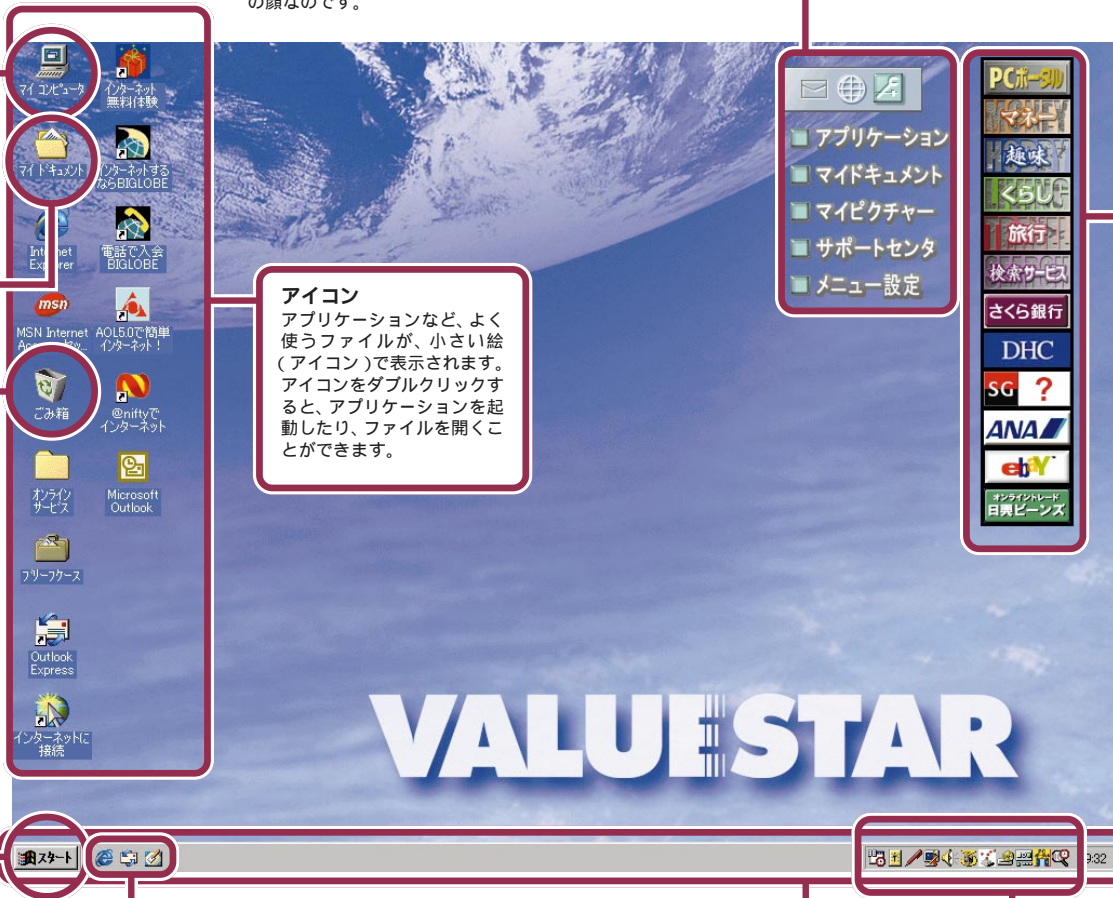 の顔なのです。
マイ コンピュータ
インターネット
無料体験
マイ ドキュメント
インターネットする
ならBIGLOBE
電話で入会
BIGLOBE
msn
MSN Internet
AOL5.0で簡単
インターネット！
ごみ箱
@niftyで
インターネット
オンライン
サービス
Microsoft
Outlook
ブリーフケース
Outlook
Express
インターネットに
接続
アイコン
アプリケーションなど、よく
使うファイルが、小さい絵
(アイコン)で表示されます。
アイコンをダブルクリックす
ると、アプリケーションを起
動したり、ファイルを開くこ
とができます。
アプリケーション
マイドキュメント
マイピクチャー
サポートセンタ
メニュー設定
PCポータル
マネー
趣味
くらし
旅行
検索サービス
さくら銀行
DHC
SG ?
ANA
ebay
オンライントレード
日興ビーンズ
VALUESTAR
スタート
9:32